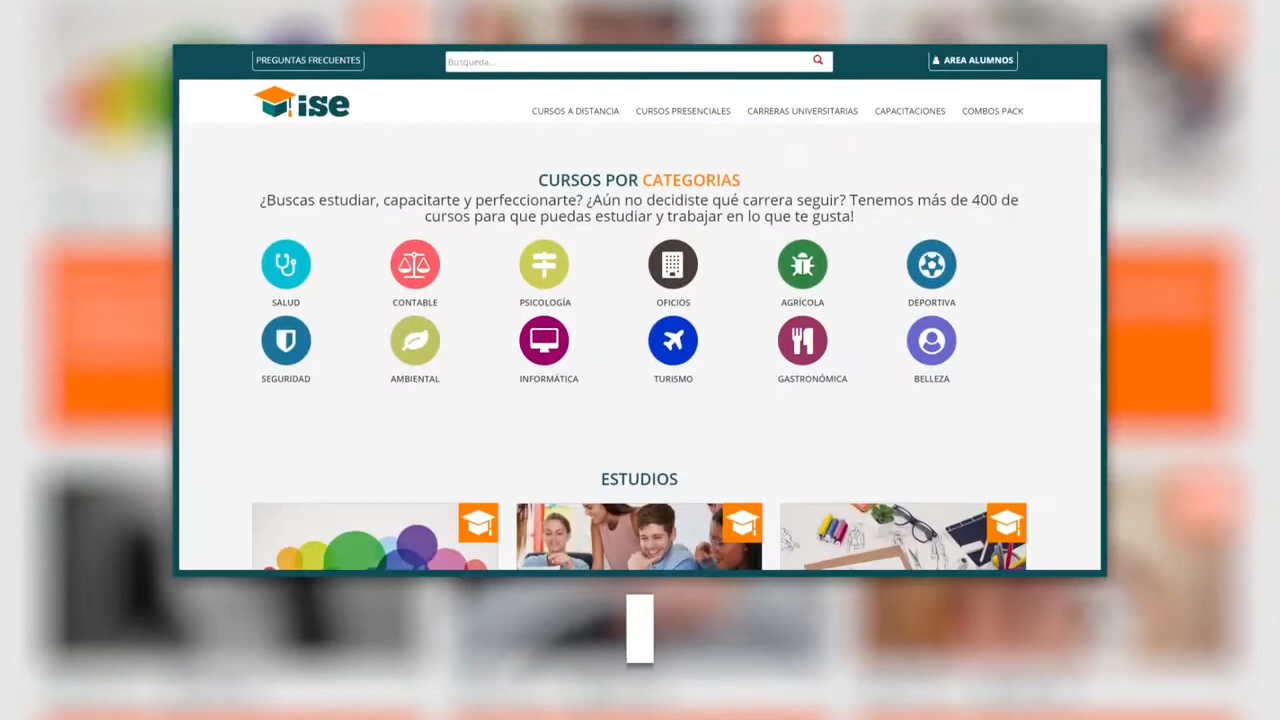 PREGUNTAS FRECUENTES
Busqueda...
AREA ALUMNOS
ise
CURSOS A DISTANCIA CURSOS PRESENCIALES CARRERAS UNIVERSITARIAS CAPACITACIONES COMBOS PACK
CURSOS POR CATEGORIAS
¿Buscas estudiar, capacitarte y perfeccionarte? ¿Aún no decidiste qué carrera seguir? Tenemos más de 400 de
cursos para que puedas estudiar y trabajar en lo que te gusta!
SALUD CONTABLE PSICOLOGÍA OFICIOS AGRÍCOLA DEPORTIVA
SEGURIDAD AMBIENTAL INFORMÁTICA TURISMO GASTRONÓMICA BELLEZA
ESTUDIOS